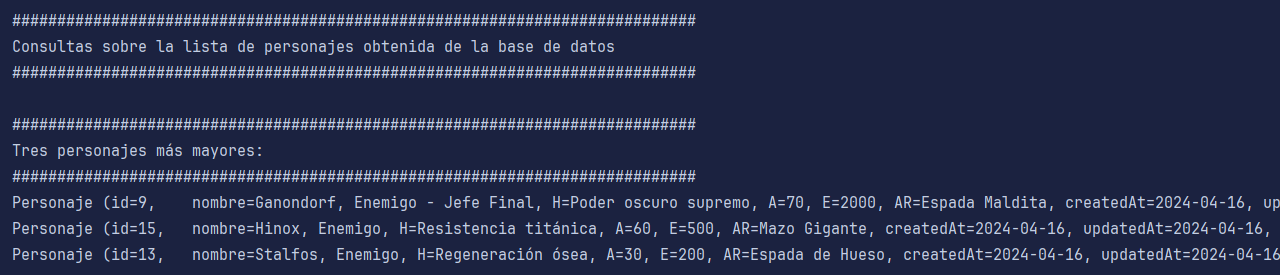 ############################################################################
Consultas sobre la lista de personajes obtenida de la base de datos
############################################################################
############################################################################
Tres personajes más mayores:
############################################################################
Personaje (id=9,    nombre=Ganondorf, Enemigo - Jefe Final, H=Poder oscuro supremo, A=70, E=2000, AR=Espada Maldita, createdAt=2024-04-16, up
Personaje (id=15,   nombre=Hinox, Enemigo, H=Resistencia titánica, A=60, E=500, AR=Mazo Gigante, createdAt=2024-04-16, updatedAt=2024-04-16,
Personaje (id=13,   nombre=Stalfos, Enemigo, H=Regeneración ósea, A=30, E=200, AR=Espada de Hueso, createdAt=2024-04-16, updatedAt=2024-04-16